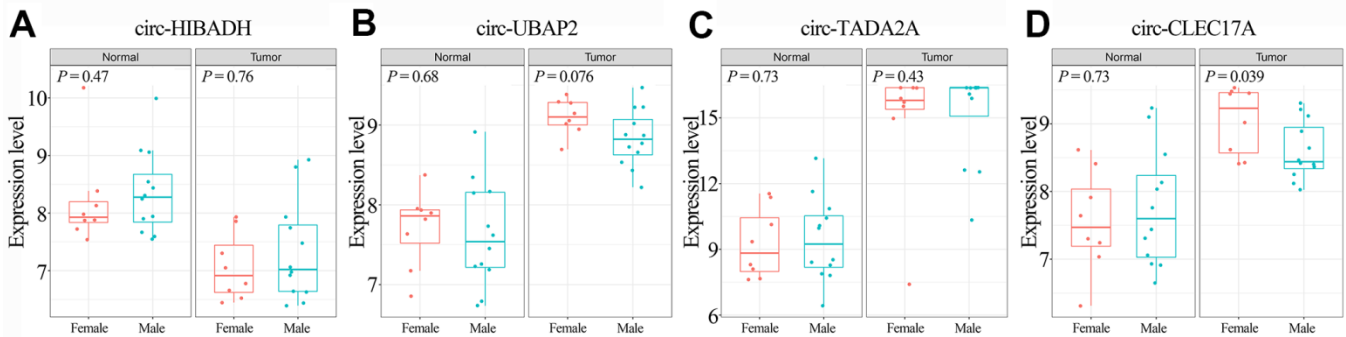 A
circ-HIBADH
Normal
Tumor
P = 0.47
P = 0.76
Expression level
10
9
8
7
Female
Male
Female
Male
B
circ-UBAP2
Normal
Tumor
P = 0.68
P = 0.076
Expression level
9
8
7
Female
Male
Female
Male
C
circ-TADA2A
Normal
Tumor
P = 0.73
P = 0.43
Expression level
15
12
9
6
Female
Male
Female
Male
D
circ-CLEC17A
Normal
Tumor
P = 0.73
P = 0.039
Expression level
9
8
7
Female
Male
Female
Male